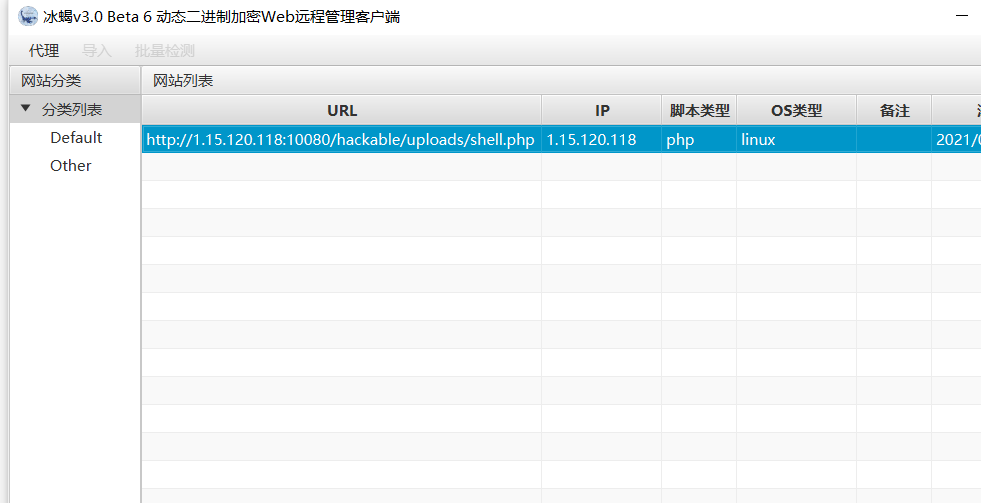 冰蝎v3.0 Beta 6 动态二进制加密Web远程管理客户端
代理 导入 批量检测
网站分类 网站列表
分类列表 URL IP 脚本类型 OS类型 备注
Default http://1.15.120.118:10080/hackable/uploads/shell.php 1.15.120.118 php linux 2021/0
Other